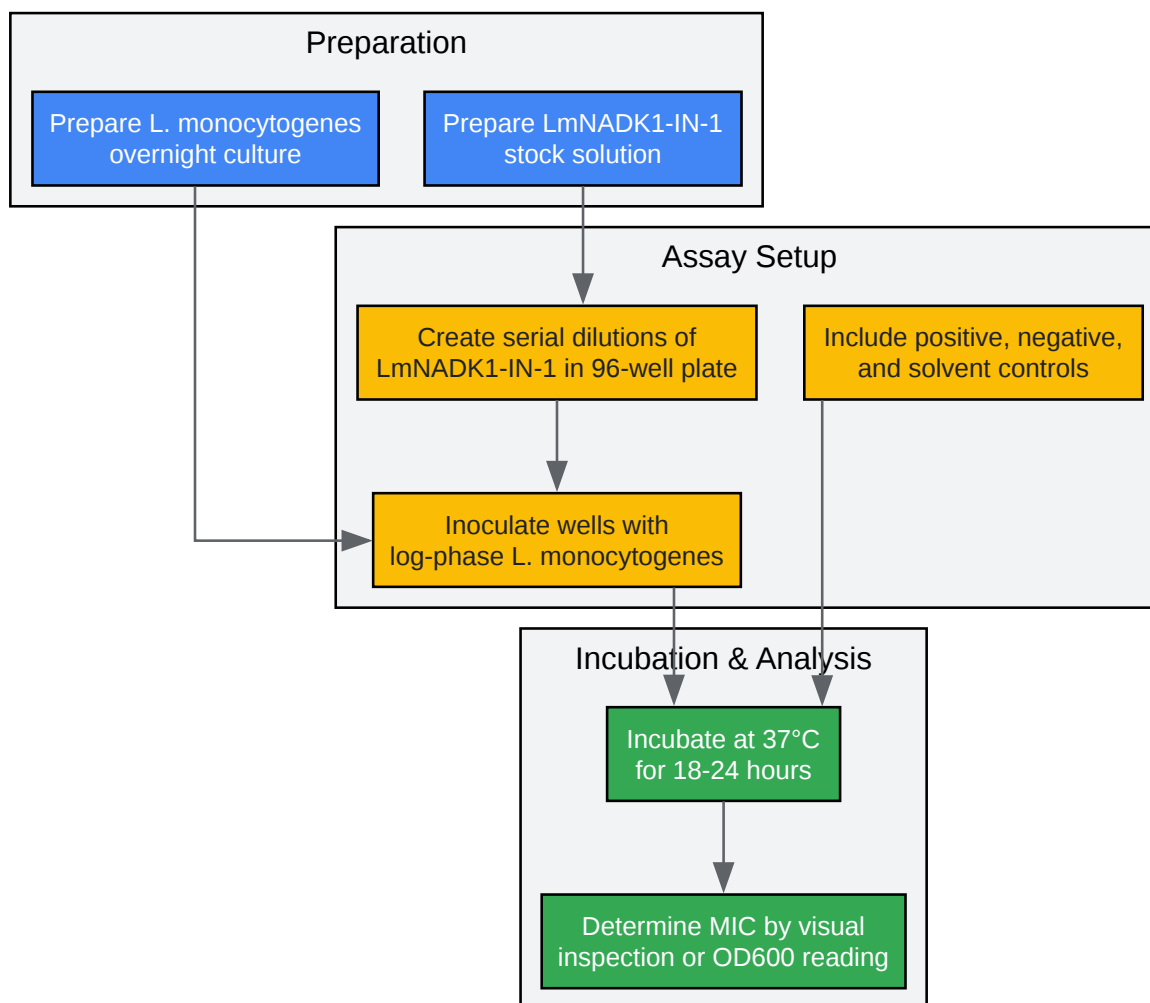 Preparation
Prepare L. monocytogenes
overnight culture
Prepare LmNADK1-IN-1
stock solution
Assay Setup
Create serial dilutions of
LmNADK1-IN-1 in 96-well plate
Include positive, negative,
and solvent controls
Inoculate wells with
log-phase L. monocytogenes
Incubation & Analysis
Incubate at 37°C
for 18-24 hours
Determine MIC by visual
inspection or OD600 reading